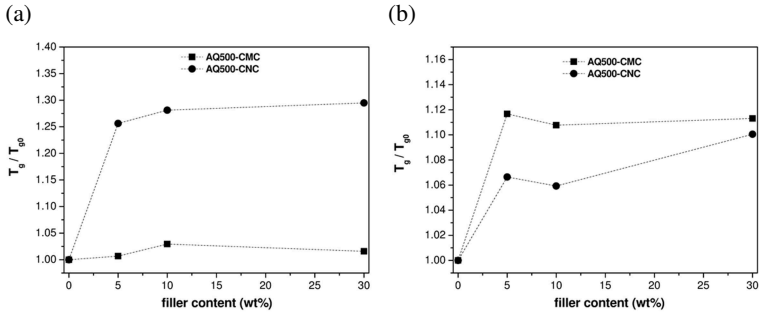 (a)
1.40
1.35
1.30
1.25
1.20
1.15
1.10
1.05
1.00
Tg / Tg0
AQ500-CMC
AQ500-CNC
0 5 10 15 20 25 30
filler content (wt%)
(b)
1.16
1.14
1.12
1.10
1.08
1.06
1.04
1.02
1.00
Tg / Tg0
AQ500-CMC
AQ500-CNC
0 5 10 15 20 25 30
filler content (wt%)